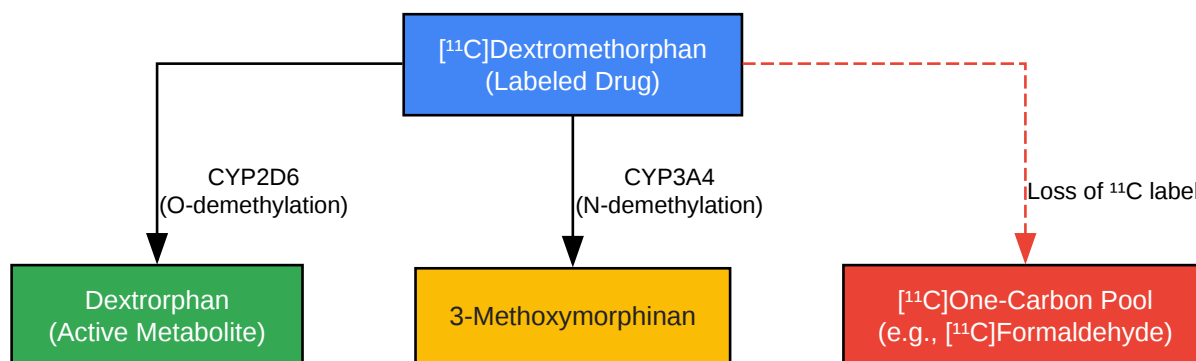 [¹¹C]Dextromethorphan
(Labeled Drug)
CYP2D6
(O-demethylation)
CYP3A4
(N-demethylation)
Loss of ¹¹C label
Dextrorphan
(Active Metabolite)
3-Methoxymorphinan
[¹¹C]One-Carbon Pool
(e.g., [¹¹C]Formaldehyde)